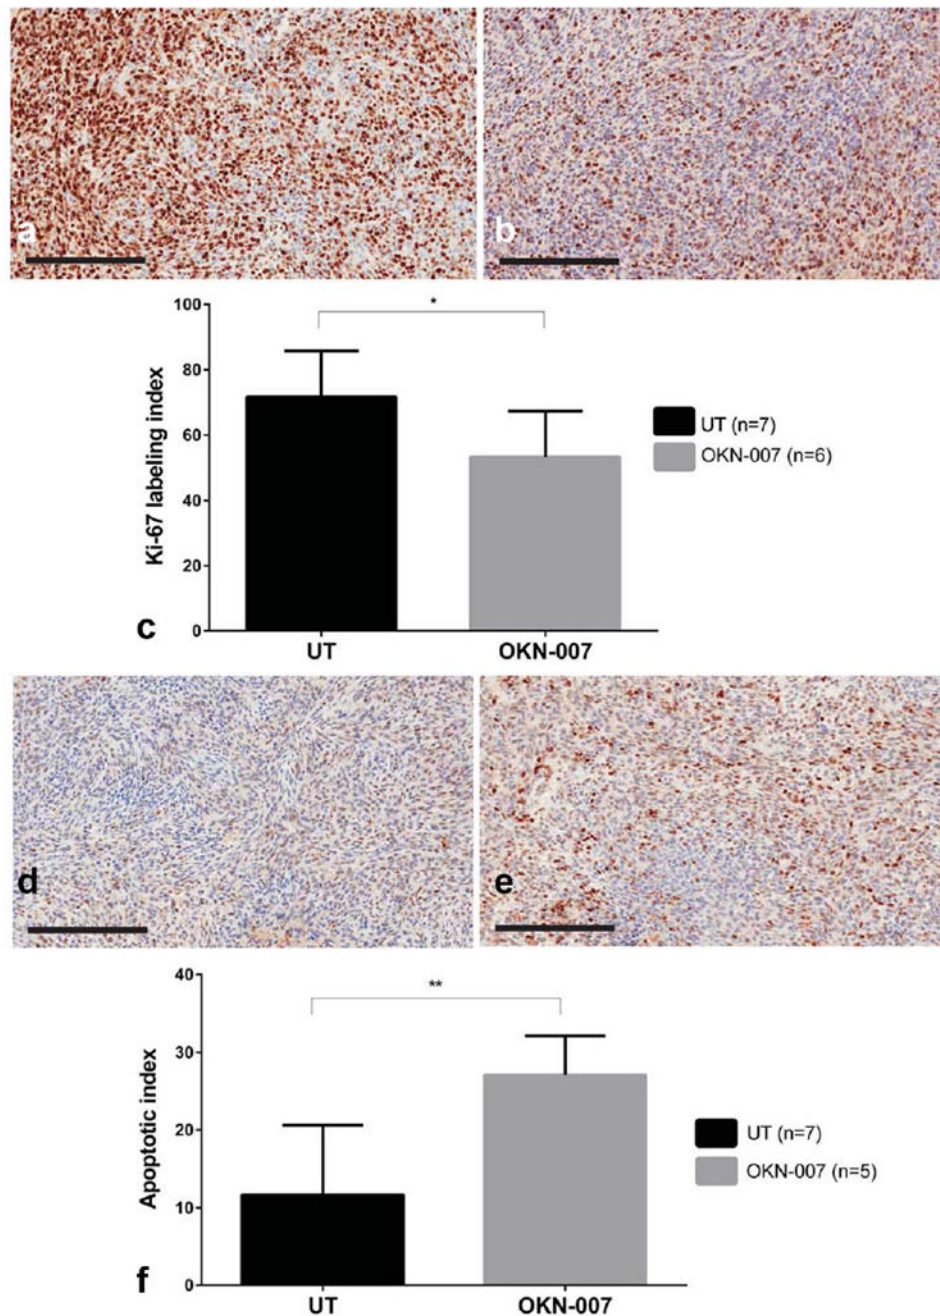 a
b
100
80
60
40
20
0
Ki-67 labeling index
*
UT
OKN-007
UT (n=7)
OKN-007 (n=6)
c
d
e
40
30
20
10
0
Apoptotic index
**
UT
OKN-007
UT (n=7)
OKN-007 (n=5)
f